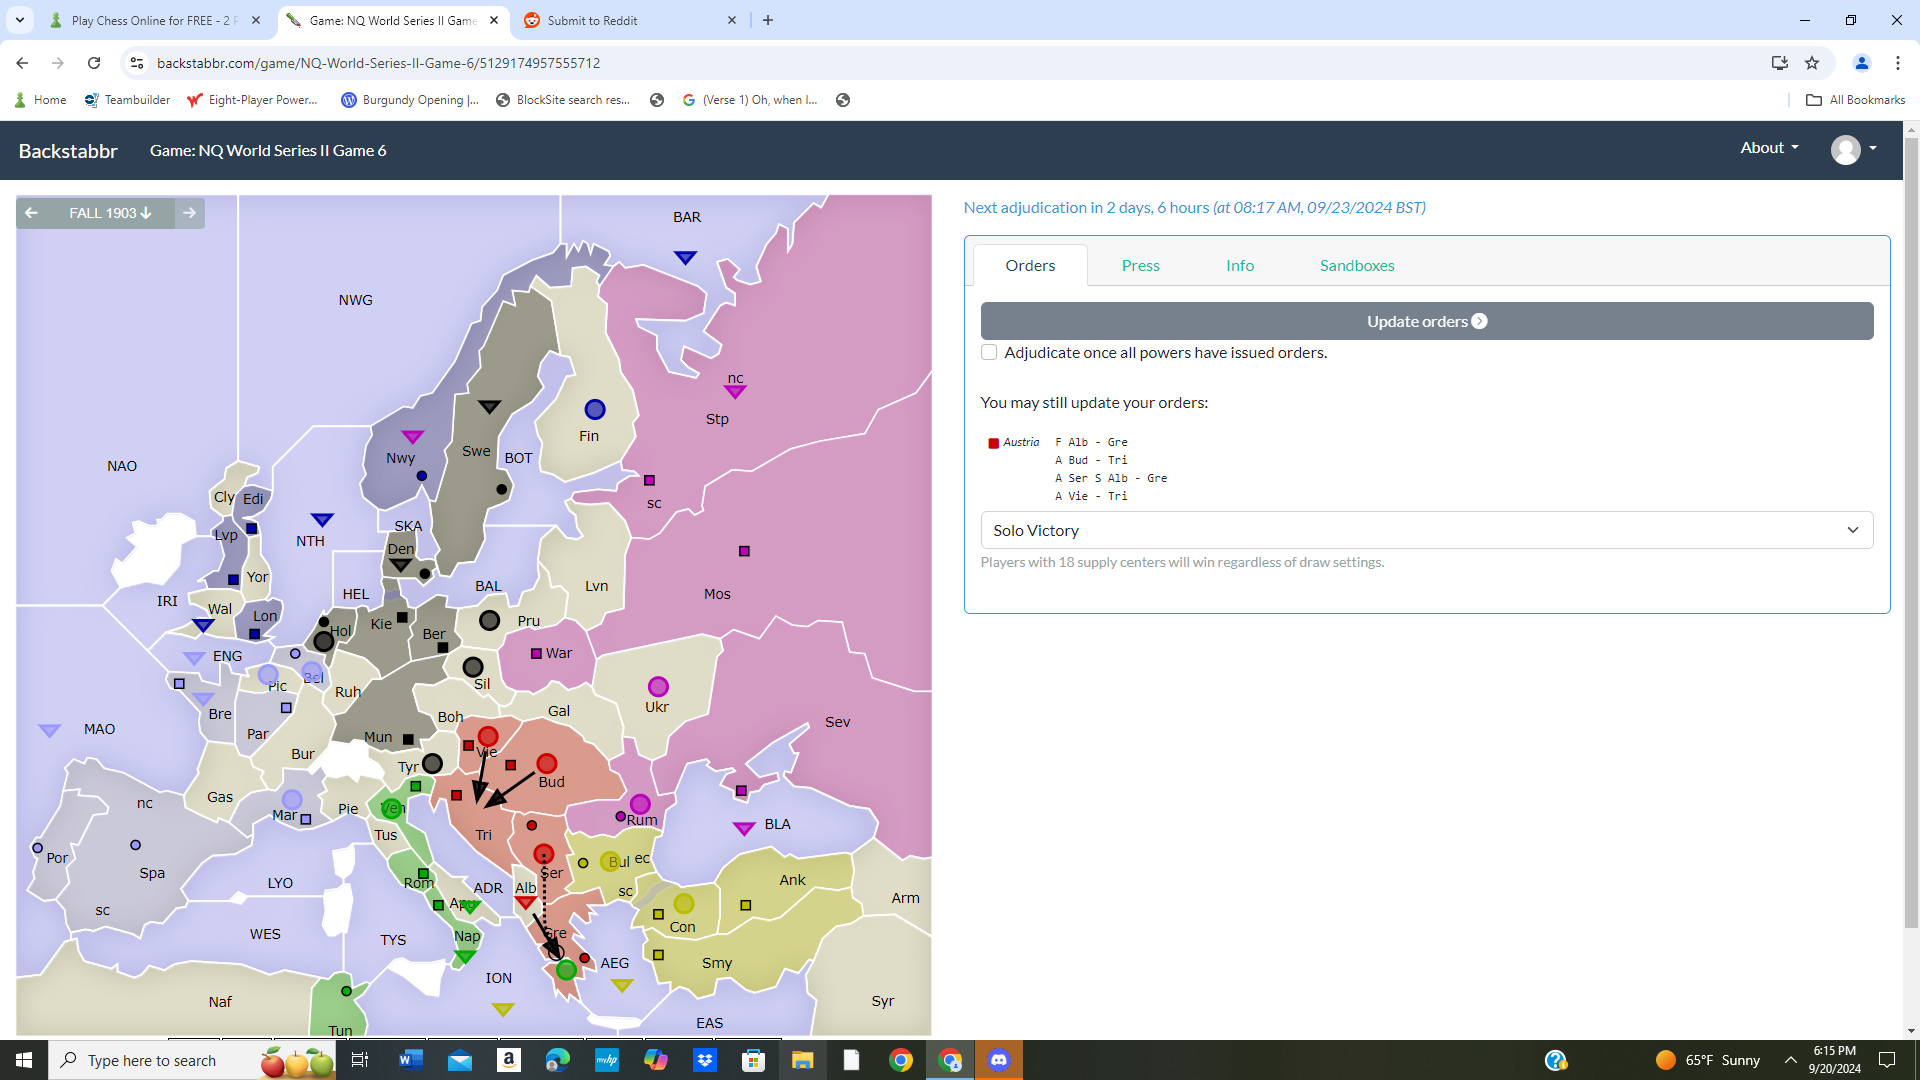 Play Chess Online for FREE - 2 P
Game: NQ World Series II Game
Submit to Reddit
backstabbr.com/game/NQ-World-Series-II-Game-6/5129174957555712
Home
Teambuilder
Eight-Player Power...
Burgundy Opening |...
BlockSite search res...
(Verse 1) Oh, when I...
All Bookmarks
Backstabbr
Game: NQ World Series II Game 6
About
FALL 1903
Next adjudication in 2 days, 6 hours (at 08:17 AM, 09/23/2024 BST)
Orders
Press
Info
Sandboxes
Update orders
Adjudicate once all powers have issued orders.
You may still update your orders:
Austria
F Alb - Gre
A Bud - Tri
A Ser S Alb - Gre
A Vie - Tri
Solo Victory
Players with 18 supply centers will win regardless of draw settings.
BAR
NWG
nc
Stp
Fin
NAO
Nwy
Swe
BOT
Cly
Edi
sc
SKA
Lvp
NTH
Den
Yor
HEL
BAL
Lvn
Mos
IRI
Wal
Lon
Hol
Kie
Ber
Pru
ENG
War
Pic
Bel
Ruh
Sil
Bre
Boh
Gal
Ukr
MAO
Par
Mun
Sev
Bur
Vie
Tyr
Bud
nc
Gas
Mar
Pie
Ven
Rum
BLA
Tus
Tri
Por
Spa
Bul
ec
Ser
LYO
Rom
ADR
Alb
sc
Ank
Arm
sc
Apu
WES
TYS
Nap
Gre
Con
ION
AEG
Smy
Naf
Syr
Tun
EAS
Type here to search
myhp
65°F Sunny
6:15 PM
9/20/2024